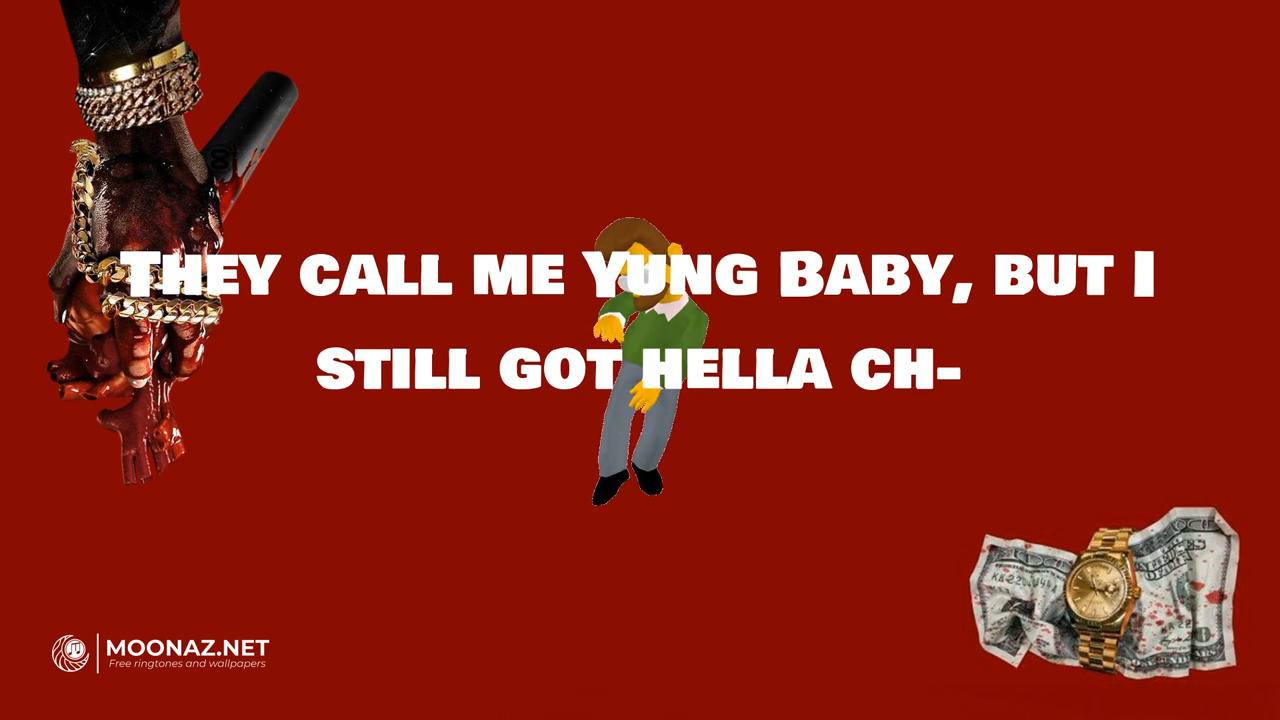 They call me Yung Baby, but I
still got hella ch-
MOONAZ.NET
Free ringtones and wallpapers